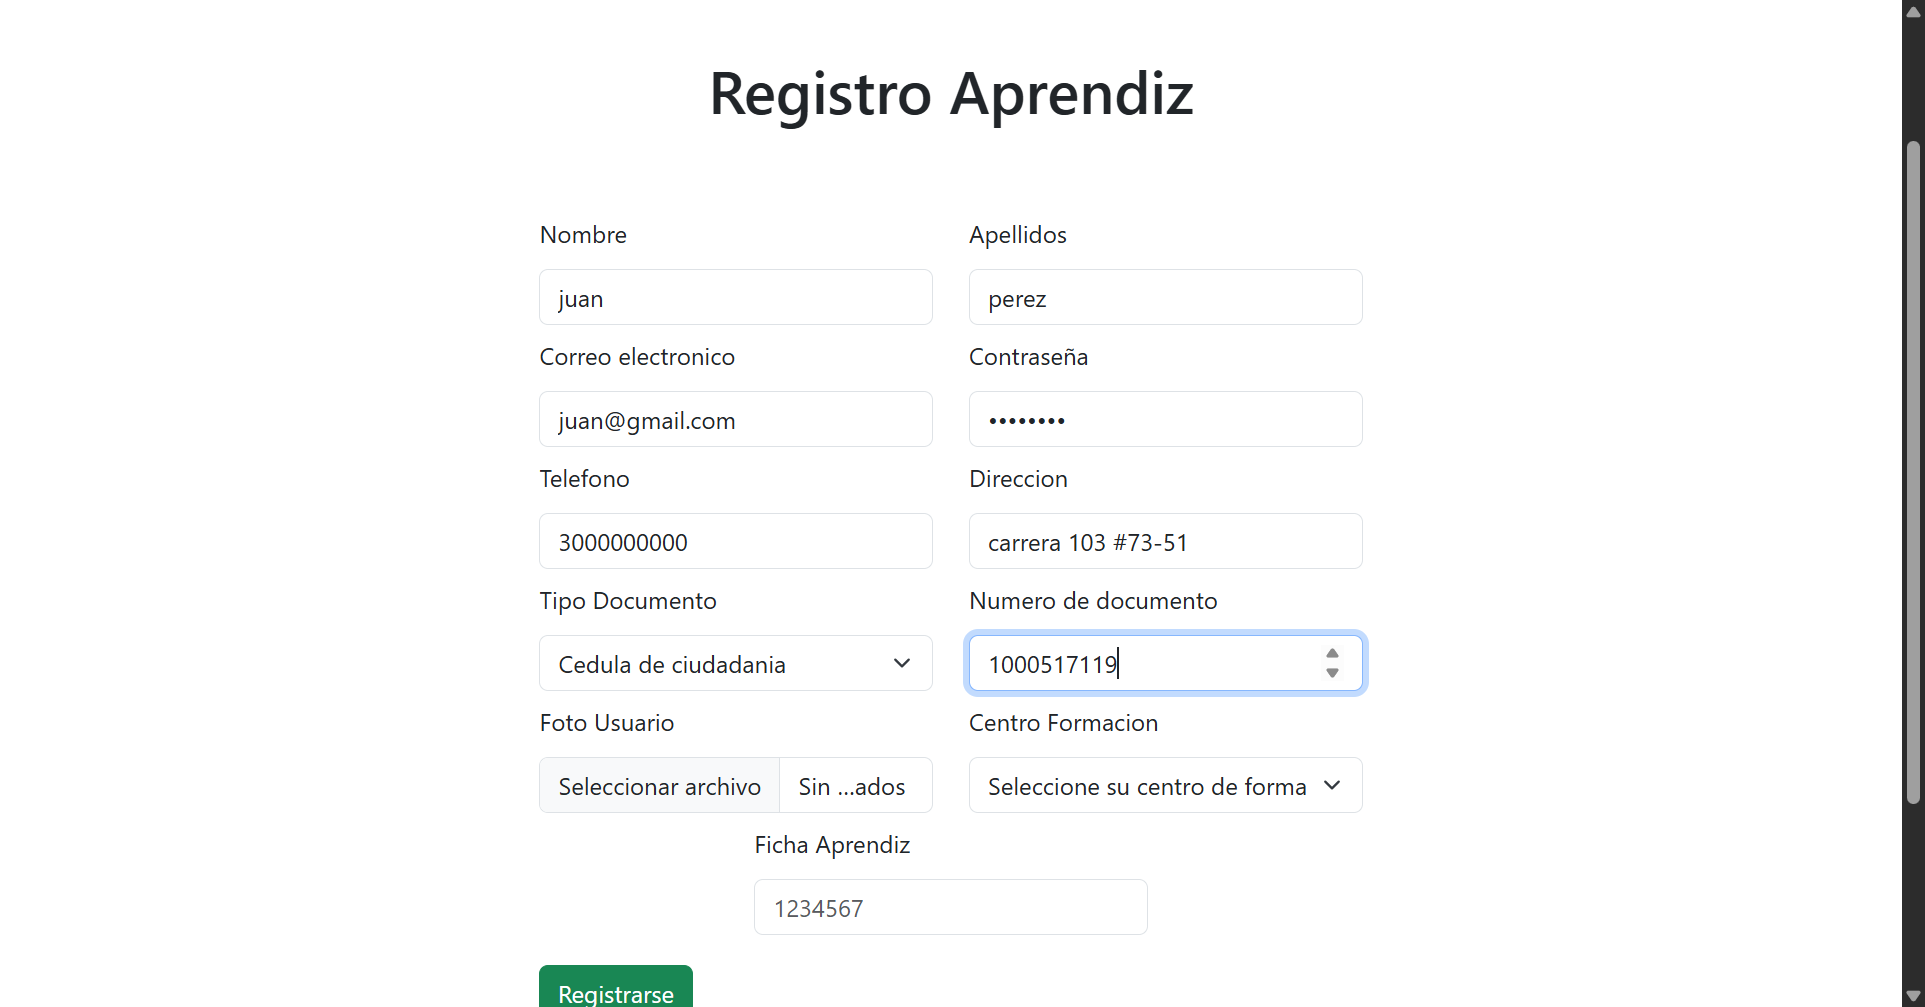 Registro Aprendiz
Nombre
Apellidos
juan
perez
Correo electronico
Contraseña
juan@gmail.com
••••••••
Telefono
Direccion
3000000000
carrera 103 #73-51
Tipo Documento
Numero de documento
Cedula de ciudadania
1000517119
Foto Usuario
Centro Formacion
Seleccionar archivo
Sin ...ados
Seleccione su centro de forma
Ficha Aprendiz
1234567
Registrarse